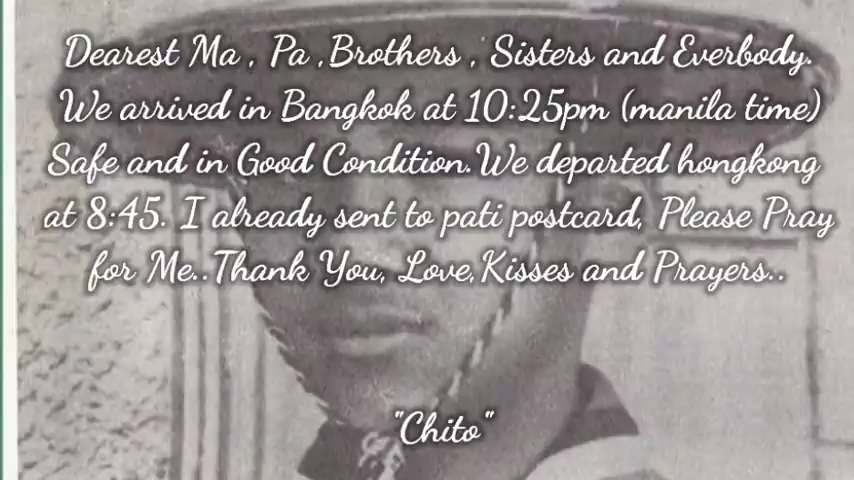 Dearest Ma , Pa ,Brothers , Sisters and Everbody.
We arrived in Bangkok at 10:25pm (manila time)
Safe and in Good Condition.We departed hongkong
at 8:45. I already sent to pati postcard, Please Pray
for Me..Thank You, Love,Kisses and Prayers..
"Chito"